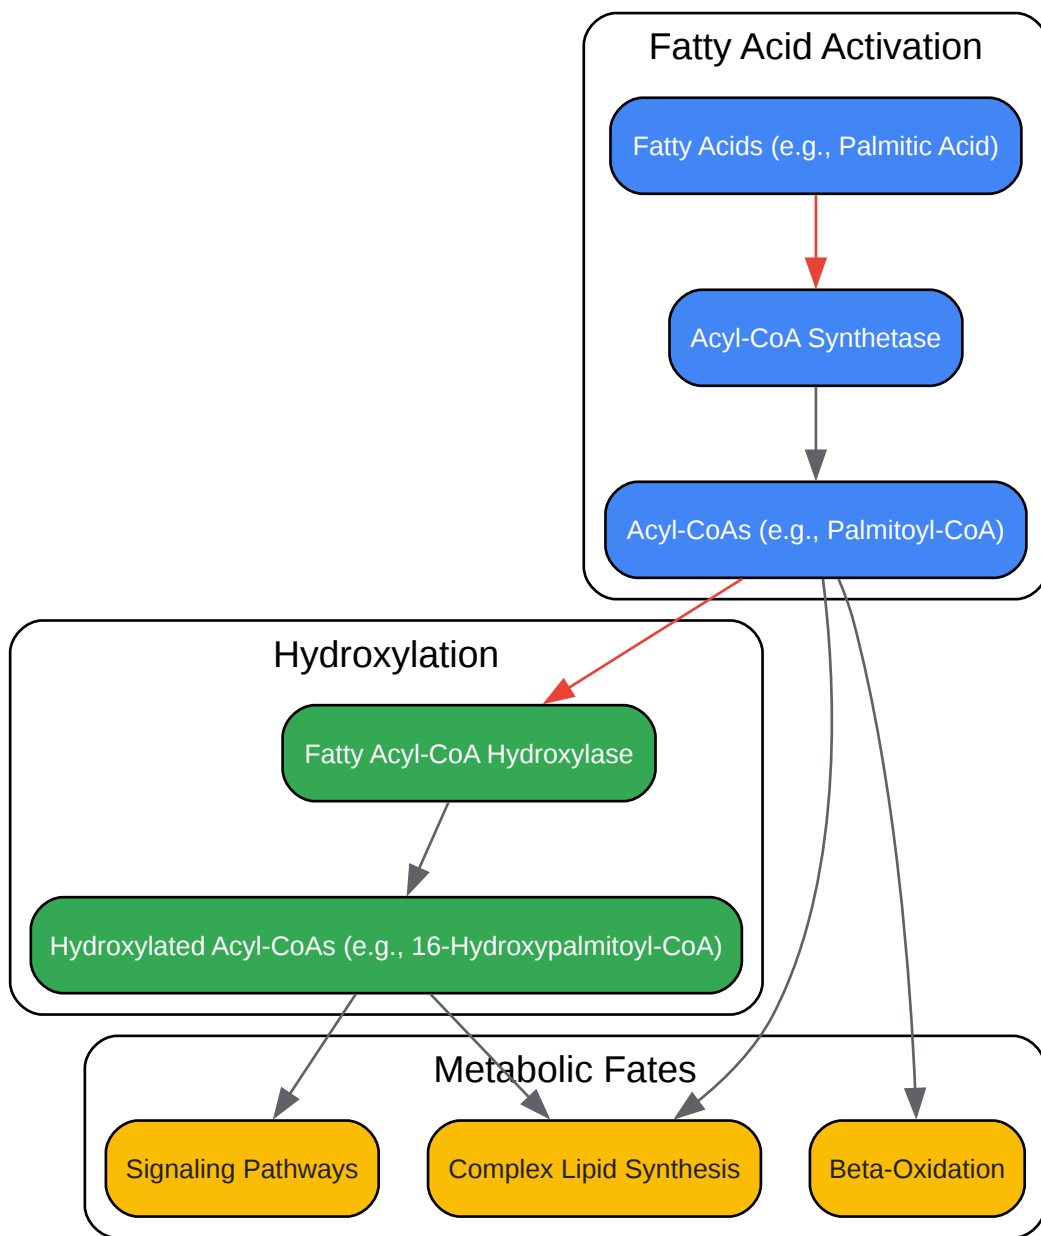 Fatty Acid Activation
Fatty Acids (e.g., Palmitic Acid)
Acyl-CoA Synthetase
Acyl-CoAs (e.g., Palmitoyl-CoA)
Hydroxylation
Fatty Acyl-CoA Hydroxylase
Hydroxylated Acyl-CoAs (e.g., 16-Hydroxypalmitoyl-CoA)
Metabolic Fates
Signaling Pathways
Complex Lipid Synthesis
Beta-Oxidation